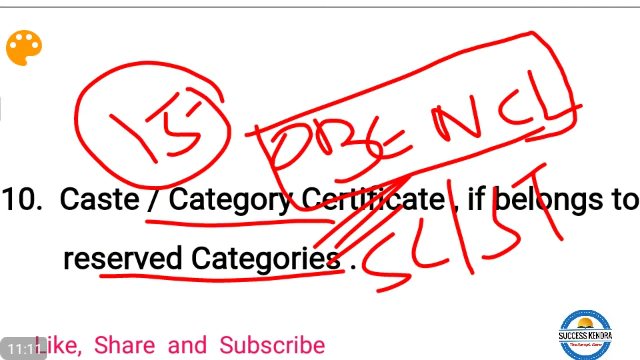 15
OBC NCL
10. Caste / Category Certificate , if belongs to
SC/ST
reserved Categories .
Like, Share and Subscribe
11:11
SUCCESS KENDRA